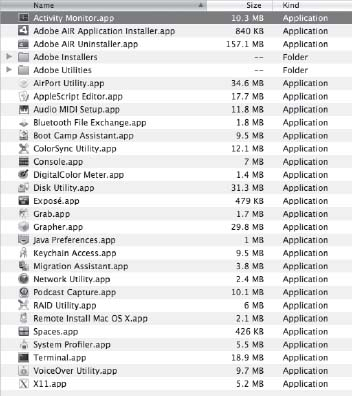 Name Size Kind
Activity Monitor.app 10.3 MB Application
Adobe AIR Application Installer.app 840 KB Application
Adobe AIR Uninstaller.app 157.1 MB Application
Adobe Installers -- Folder
Adobe Utilities -- Folder
AirPort Utility.app 34.6 MB Application
AppleScript Editor.app 17.7 MB Application
Audio MIDI Setup.app 11.8 MB Application
Bluetooth File Exchange.app 1.8 MB Application
Boot Camp Assistant.app 9.5 MB Application
ColorSync Utility.app 12.1 MB Application
Console.app 7 MB Application
DigitalColor Meter.app 1.4 MB Application
Disk Utility.app 31.3 MB Application
Exposé.app 479 KB Application
Grab.app 1.7 MB Application
Grapher.app 29.8 MB Application
Java Preferences.app 1 MB Application
Keychain Access.app 9.5 MB Application
Migration Assistant.app 3.8 MB Application
Network Utility.app 2.4 MB Application
Podcast Capture.app 10.1 MB Application
RAID Utility.app 6 MB Application
Remote Install Mac OS X.app 2.1 MB Application
Spaces.app 426 KB Application
System Profiler.app 5.5 MB Application
Terminal.app 18.9 MB Application
VoiceOver Utility.app 9.7 MB Application
X11.app 5.2 MB Application